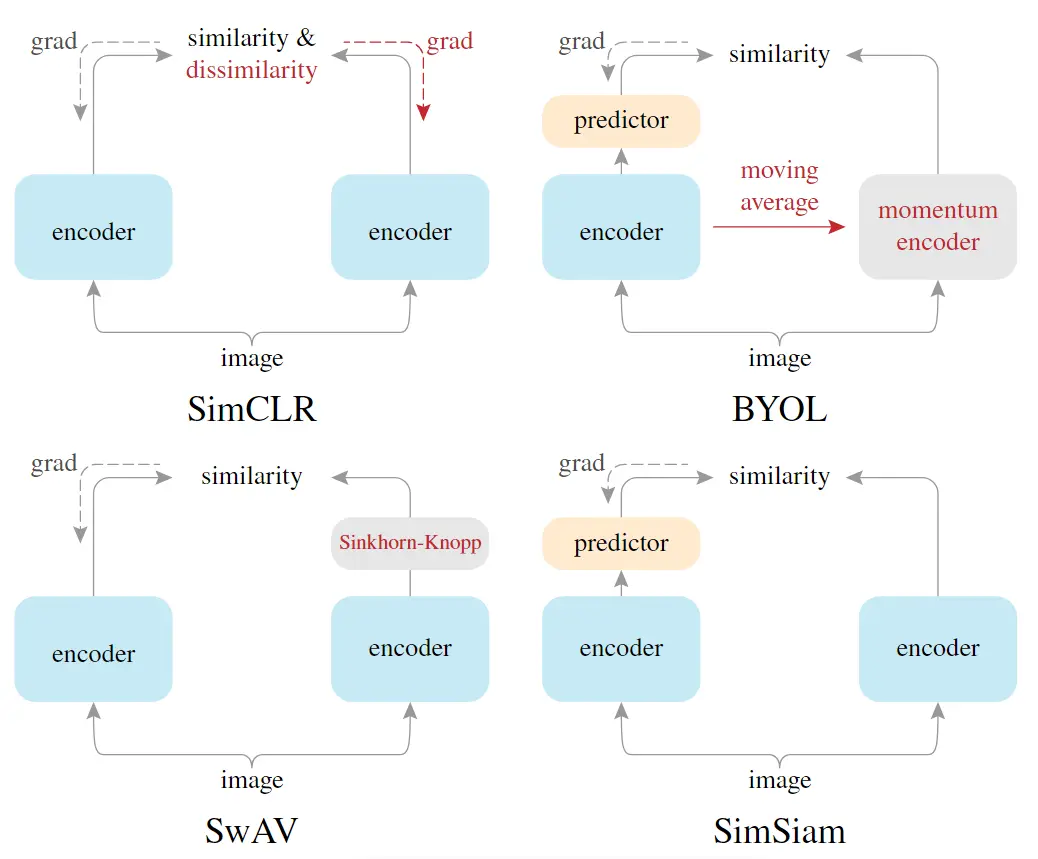 grad
similarity &
dissimilarity
grad
encoder
encoder
image
SimCLR
grad
similarity
predictor
moving
average
encoder
momentum
encoder
image
BYOL
grad
similarity
Sinkhorn-Knopp
encoder
encoder
image
SwAV
grad
similarity
predictor
encoder
encoder
image
SimSiam